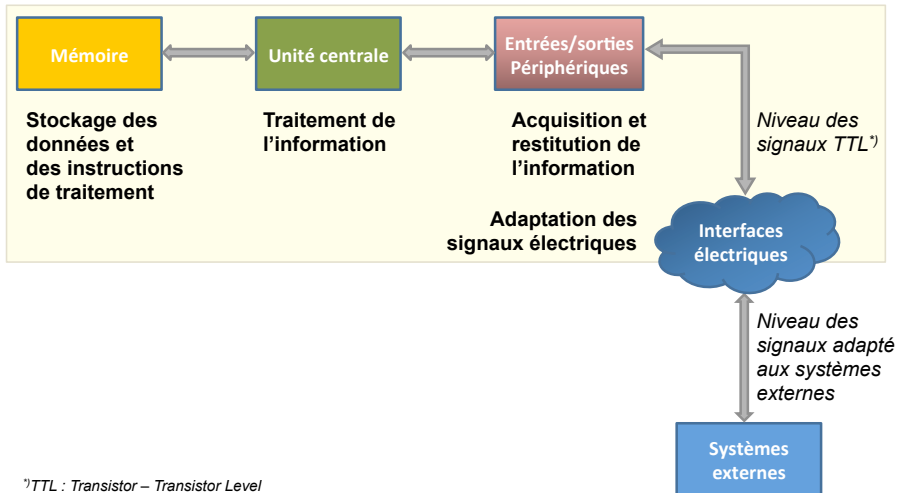 Mémoire
Unité centrale
Entrées/sorties
Périphériques
Stockage des
données et
des instructions
de traitement
Traitement de
l'information
Acquisition et
restitution de
l'information
Niveau des
signaux TTL*)
Adaptation des
signaux électriques
Interfaces
électriques
Niveau des
signaux adapté
aux systèmes
externes
Systèmes
externes
*)TTL : Transistor – Transistor Level